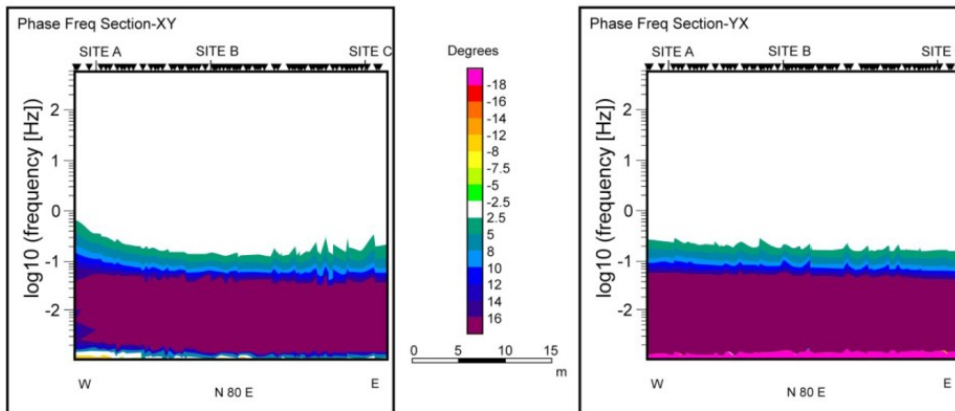 Phase Freq Section-XY
SITE A SITE B SITE C
log10 (frequency [Hz])
2
1
0
-1
-2
W E
N 80 E
Degrees
-18
-16
-14
-12
-8
-7.5
-5
-2.5
2.5
5
8
10
12
14
16
0 5 10 15
m
Phase Freq Section-YX
SITE A SITE B SITE
log10 (frequency [Hz])
2
1
0
-1
-2
W E
N 80 E